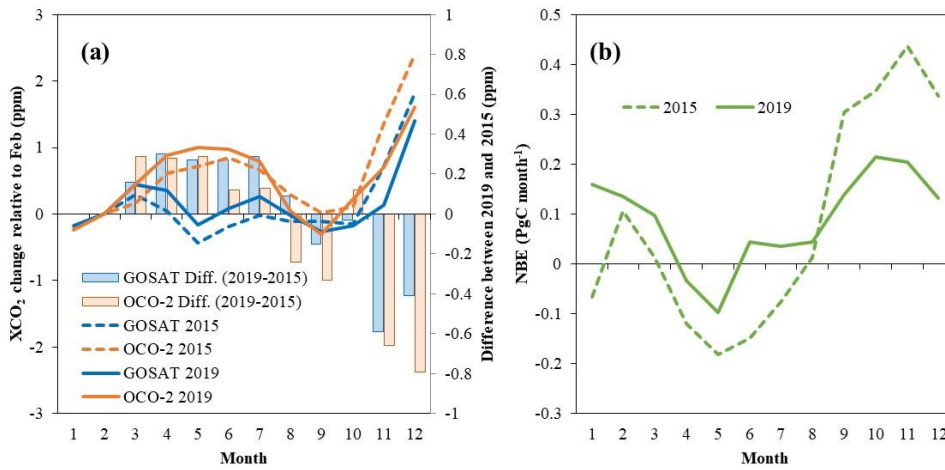 (a)
XCO₂ change relative to Feb (ppm)
3
2
1
0
-1
-2
-3
1
0.8
0.6
0.4
0.2
0
-0.2
-0.4
-0.6
-0.8
-1
Difference between 2019 and 2015 (ppm)
GOSAT Diff. (2019-2015)
OCO-2 Diff. (2019-2015)
GOSAT 2015
OCO-2 2015
GOSAT 2019
OCO-2 2019
1 2 3 4 5 6 7 8 9 10 11 12
Month
(b)
NBE (PgC month⁻¹)
0.5
0.4
0.3
0.2
0.1
0
-0.1
-0.2
-0.3
2015 2019
1 2 3 4 5 6 7 8 9 10 11 12
Month